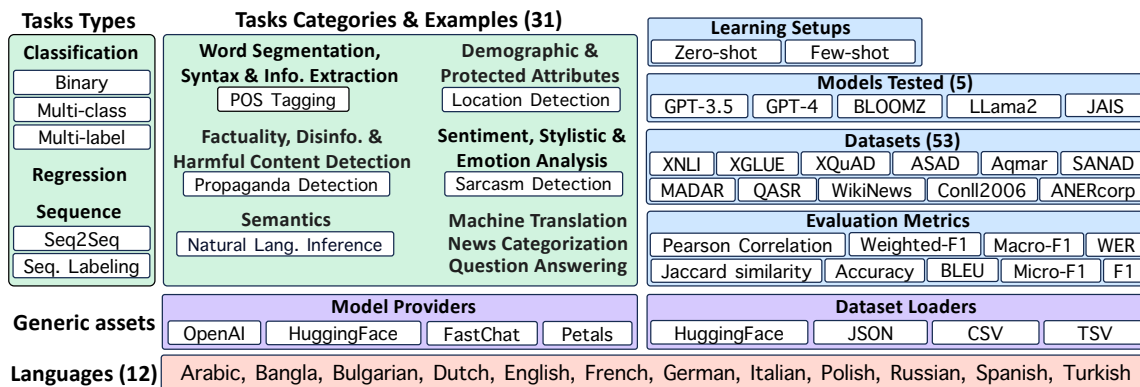 Tasks Types
Classification
Binary
Multi-class
Multi-label
Regression
Sequence
Seq2Seq
Seq. Labeling
Tasks Categories & Examples (31)
Word Segmentation,
Syntax & Info. Extraction
POS Tagging
Demographic &
Protected Attributes
Location Detection
Factuality, Disinfo. &
Harmful Content Detection
Propaganda Detection
Sentiment, Stylistic &
Emotion Analysis
Sarcasm Detection
Semantics
Natural Lang. Inference
Machine Translation
News Categorization
Question Answering
Learning Setups
Zero-shot Few-shot
Models Tested (5)
GPT-3.5 GPT-4 BLOOMZ LLama2 JAIS
Datasets (53)
XNLI XGLUE XQuAD ASAD Aqmar SANAD
MADAR QASR WikiNews Conll2006 ANERcorp
Evaluation Metrics
Pearson Correlation Weighted-F1 Macro-F1 WER
Jaccard similarity Accuracy BLEU Micro-F1 F1
Generic assets
Model Providers
OpenAI HuggingFace FastChat Petals
Dataset Loaders
HuggingFace JSON CSV TSV
Languages (12)
Arabic, Bangla, Bulgarian, Dutch, English, French, German, Italian, Polish, Russian, Spanish, Turkish